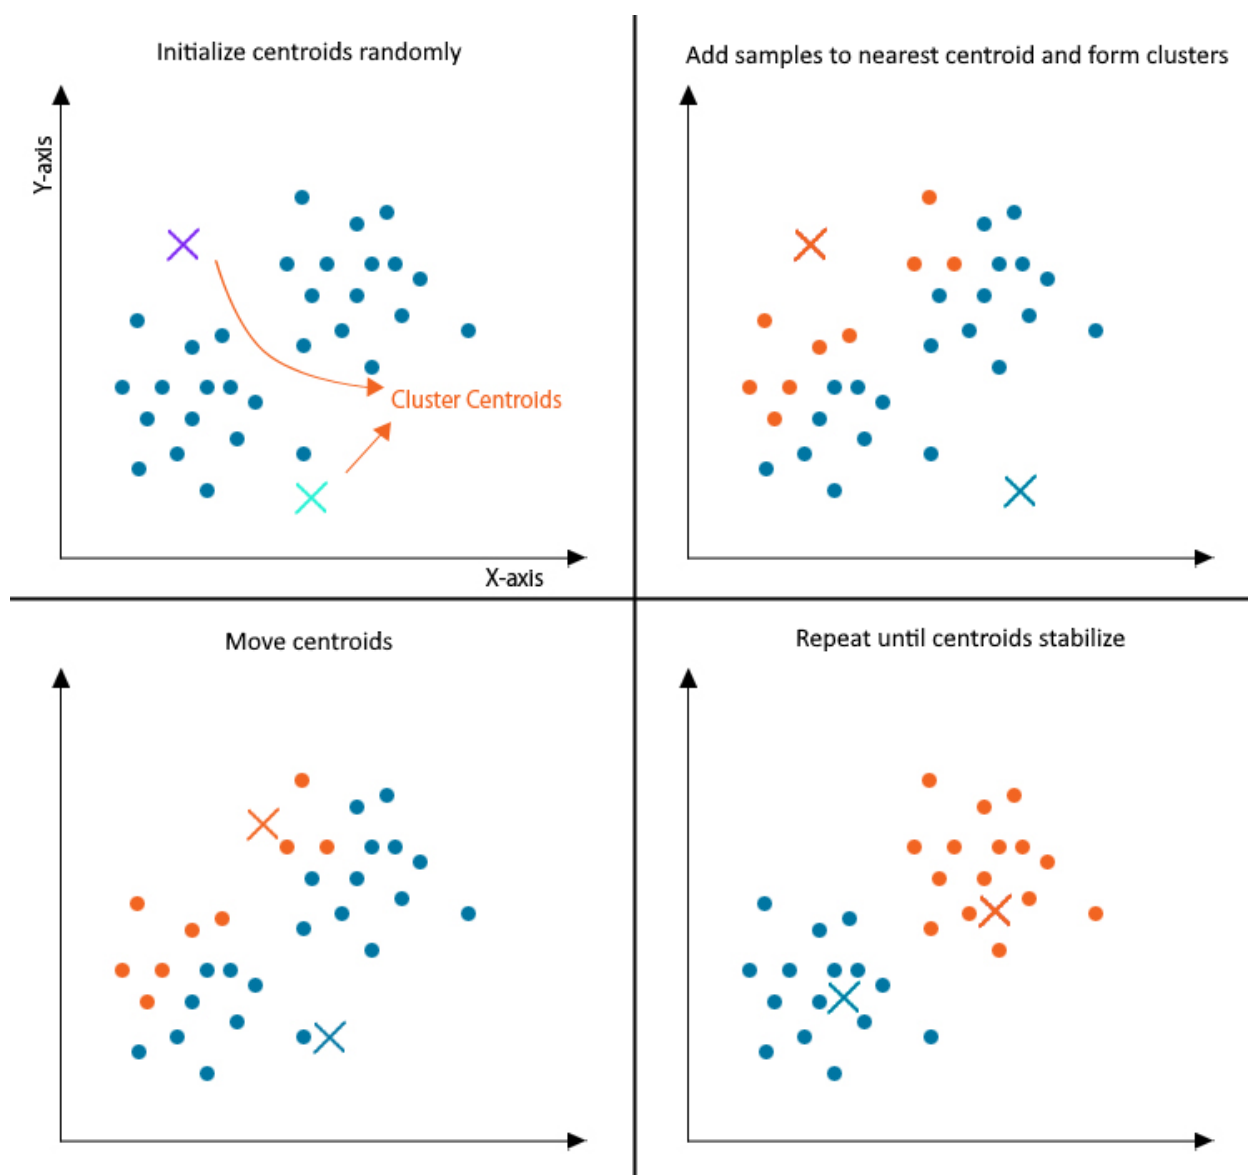 Initialize centroids randomly
Y-axis
Cluster Centroids
X-axis
Add samples to nearest centroid and form clusters
Move centroids
Repeat until centroids stabilize